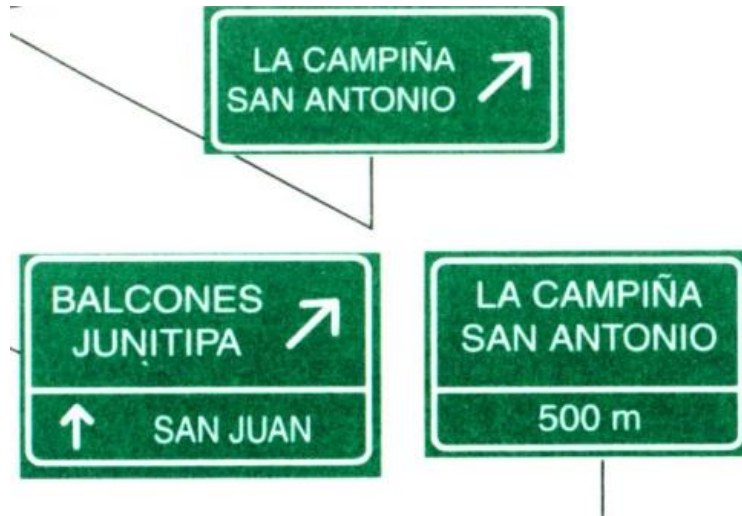 LA CAMPIÑA
SAN ANTONIO
BALCONES
JUNITIPA
SAN JUAN
LA CAMPIÑA
SAN ANTONIO
500 m